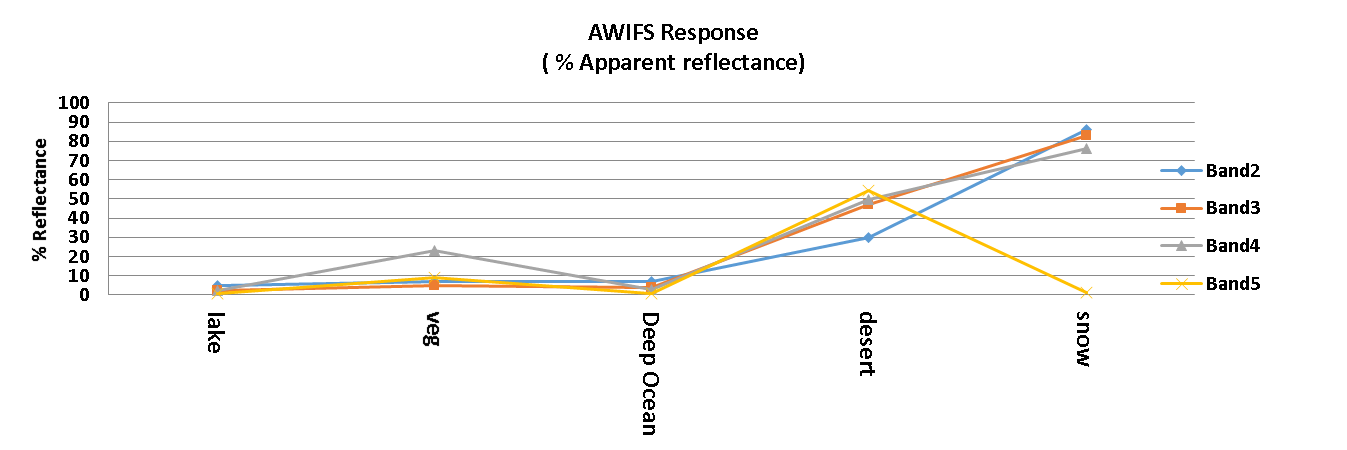 AWIFS Response
( % Apparent reflectance)
% Reflectance
100
90
80
70
60
50
40
30
20
10
0
lake
veg
Deep Ocean
desert
snow
Band2
Band3
Band4
Band5